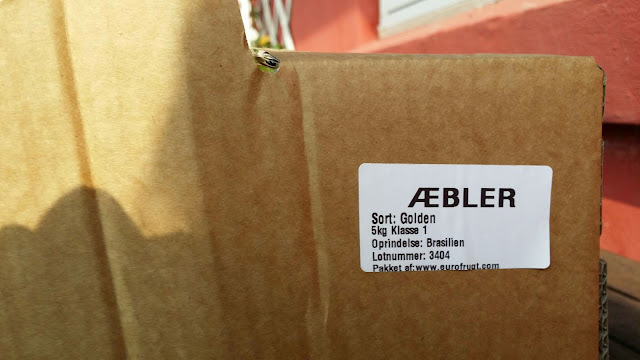 ÆBLER
Sort: Golden
5kg Klasse 1
Oprindelse: Brasilien
Lotnummer: 3404
Pakket af:www.eurofrugt.com